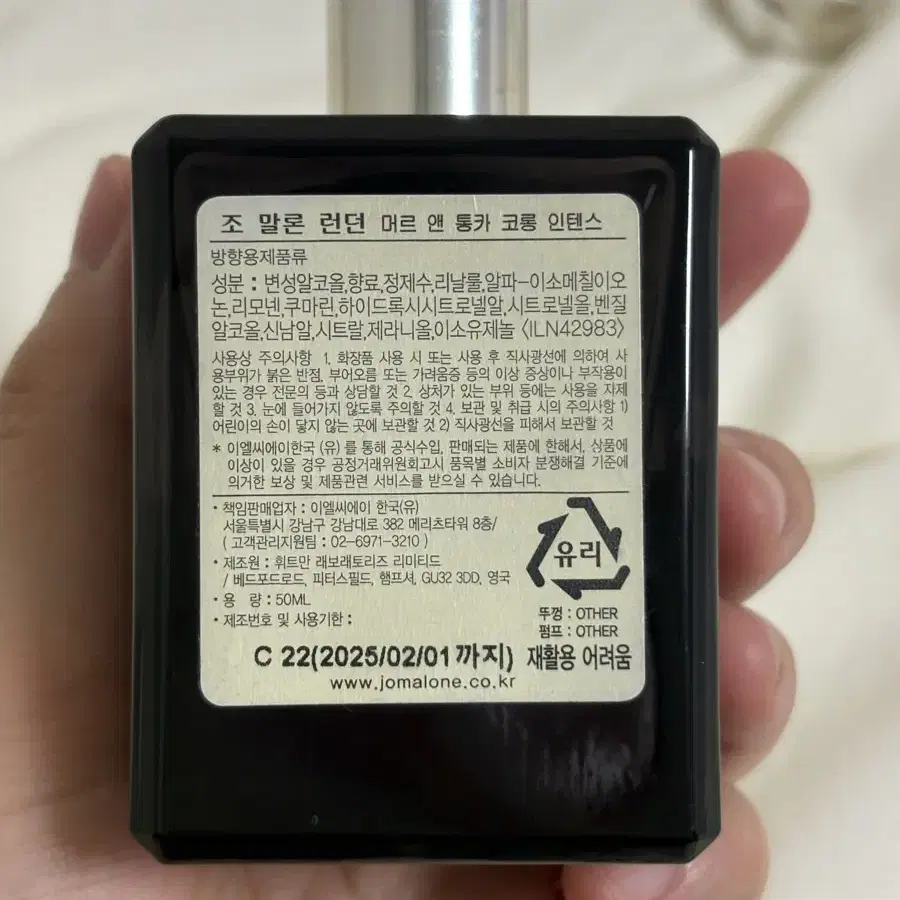 조 말론 런던 머르 앤 통카 코롱 인텐스
방향용제품류
성분 : 변성알코올,향료,정제수,리날룰,알파-이소메칠이오
논,리모넨,쿠마린,하이드록시시트로넬알,시트로넬올,벤질
알코올,신남알,시트랄,제라니올,이소유제놀 <ILN42983>
사용상 주의사항 1. 화장품 사용 시 또는 사용 후 직사광선에 의하여 사
용부위가 붉은 반점, 부어오름 또는 가려움증 등의 이상 증상이나 부작용이
있는 경우 전문의 등과 상담할 것 2. 상처가 있는 부위 등에는 사용을 자제
할 것 3. 눈에 들어가지 않도록 주의할 것 4. 보관 및 취급 시의 주의사항 1)
어린이의 손이 닿지 않는 곳에 보관할 것 2) 직사광선을 피해서 보관할 것
* 이엘씨에이한국 (유) 를 통해 공식수입, 판매되는 제품에 한해서, 상품에
이상이 있을 경우 공정거래위원회고시 품목별 소비자 분쟁해결 기준에
의거한 보상 및 제품관련 서비스를 받으실 수 있습니다.
• 책임판매업자 : 이엘씨에이 한국(유)
서울특별시 강남구 강남대로 382 메리츠타워 8층/
( 고객관리지원팀 : 02-6971-3210 )
• 제조원 : 휘트만 래보래토리즈 리미티드
/ 베드포드로드, 피터스필드, 햄프셔, GU32 3DD, 영국
• 용 량 : 50ML
• 제조번호 및 사용기한 :
유리
뚜껑 : OTHER
펌프 : OTHER
C 22(2025/02/01까지) 재활용 어려움
www.jomalone.co.kr